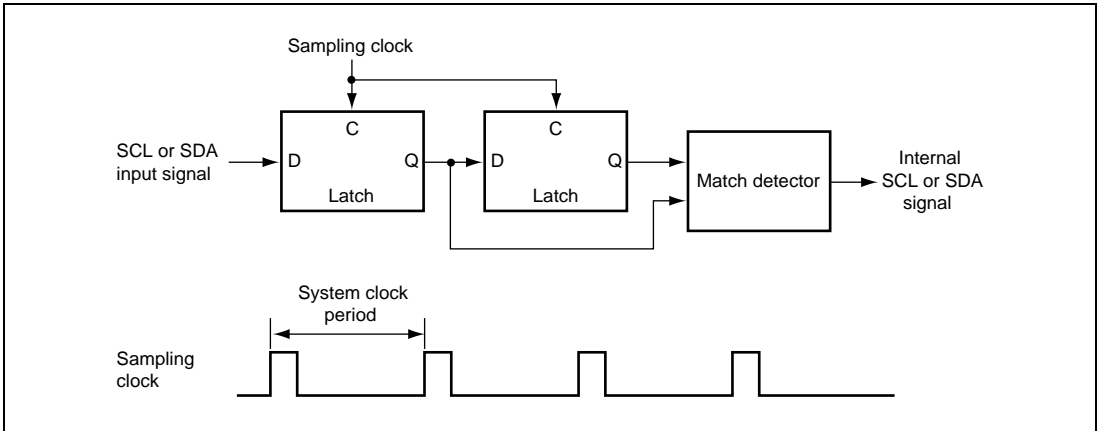 Sampling clock
C
C
SCL or SDA
input signal
D
Q
D
Q
Latch
Latch
Match detector
Internal
SCL or SDA
signal
System clock
period
Sampling
clock